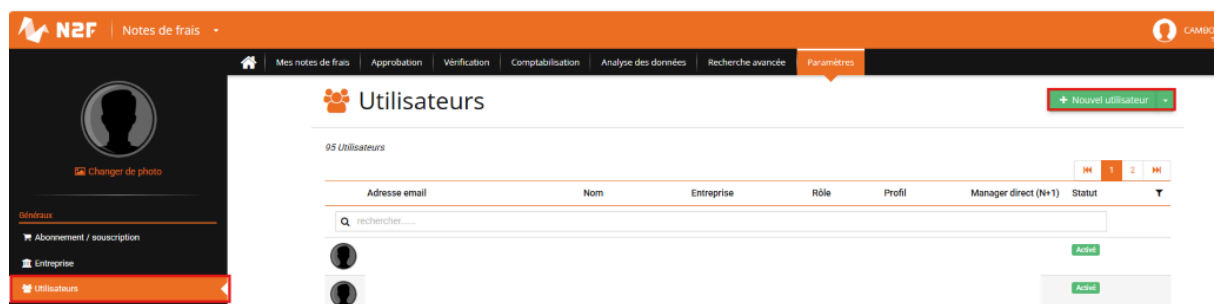 N2F Notes de frais
CAMBO
Mes notes de frais Approbation Vérification Comptabilisation Analyse des données Recherche avancée Paramètres
Utilisateurs
+ Nouvel utilisateur
95 Utilisateurs
Changer de photo
1 2
Adresse email Nom Entreprise Rôle Profil Manager direct (N+1) Statut
Généraux
rechercher......
Abonnement / souscription
Activé
Entreprise
Utilisateurs
Activé